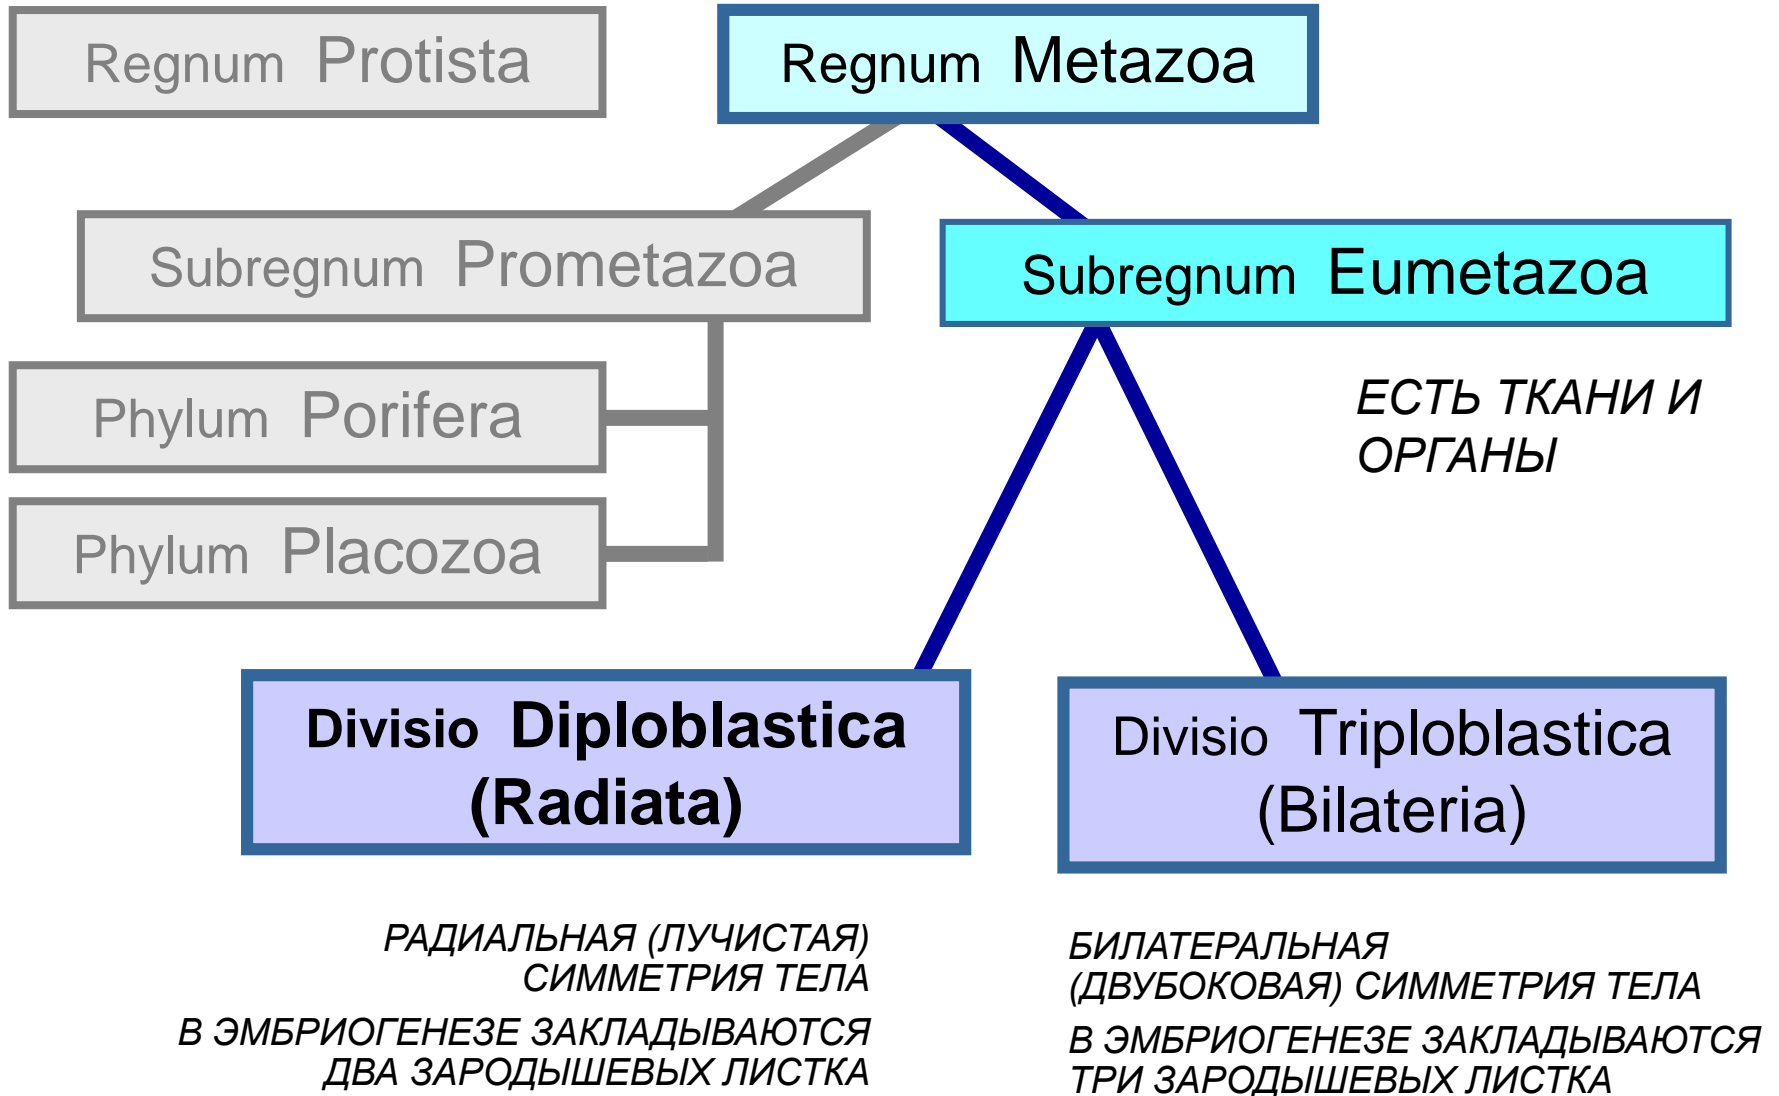 Regnum Protista
Regnum Metazoa
Subregnum Prometazoa
Subregnum Eumetazoa
Phylum Porifera
ЕСТЬ ТКАНИ И
ОРГАНЫ
Phylum Placozoa
Divisio Diploblastica
(Radiata)
Divisio Triploblastica
(Bilateria)
РАДИАЛЬНАЯ (ЛУЧИСТАЯ)
СИММЕТРИЯ ТЕЛА
В ЭМБРИОГЕНЕЗЕ ЗАКЛАДЫВАЮТСЯ
ДВА ЗАРОДЫШЕВЫХ ЛИСТКА
БИЛАТЕРАЛЬНАЯ
(ДВУБОКОВАЯ) СИММЕТРИЯ ТЕЛА
В ЭМБРИОГЕНЕЗЕ ЗАКЛАДЫВАЮТСЯ
ТРИ ЗАРОДЫШЕВЫХ ЛИСТКА